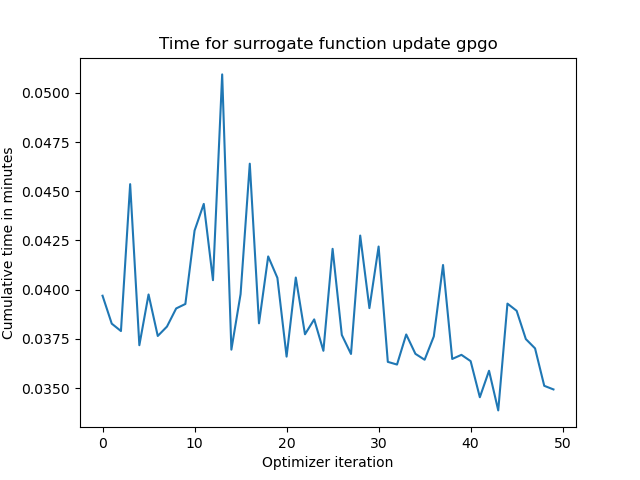 Time for surrogate function update gpgo
0.0500
0.0475
0.0450
0.0425
0.0400
0.0375
0.0350
Cumulative time in minutes
0 10 20 30 40 50
Optimizer iteration